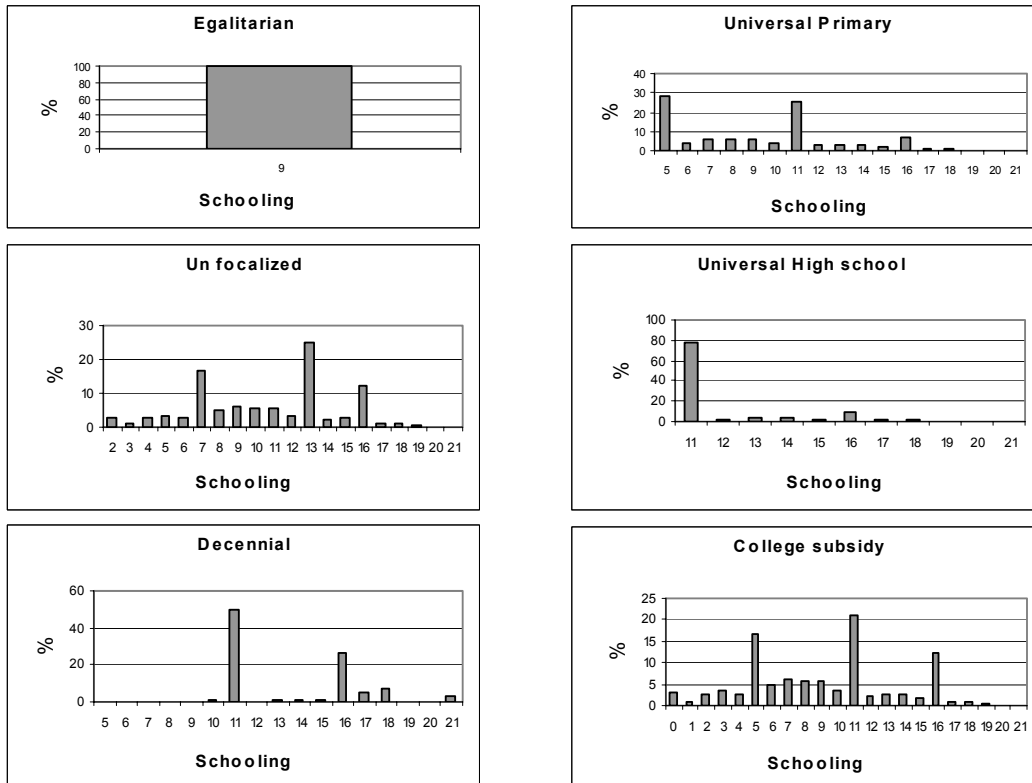 Egalitarian
100
80
60
40
20
0
%
9
Schooling
Universal Primary
40
30
20
10
0
%
5 6 7 8 9 10 11 12 13 14 15 16 17 18 19 20 21
Schooling
Un focalized
30
20
10
0
%
2 3 4 5 6 7 8 9 10 11 12 13 14 15 16 17 18 19 20 21
Schooling
Universal High school
100
80
60
40
20
0
%
11 12 13 14 15 16 17 18 19 20 21
Schooling
Decennial
60
40
20
0
%
5 6 7 8 9 10 11 12 13 14 15 16 17 18 19 20 21
Schooling
College subsidy
25
20
15
10
5
0
%
0 1 2 3 4 5 6 7 8 9 10 11 12 13 14 15 16 17 18 19 20 21
Schooling